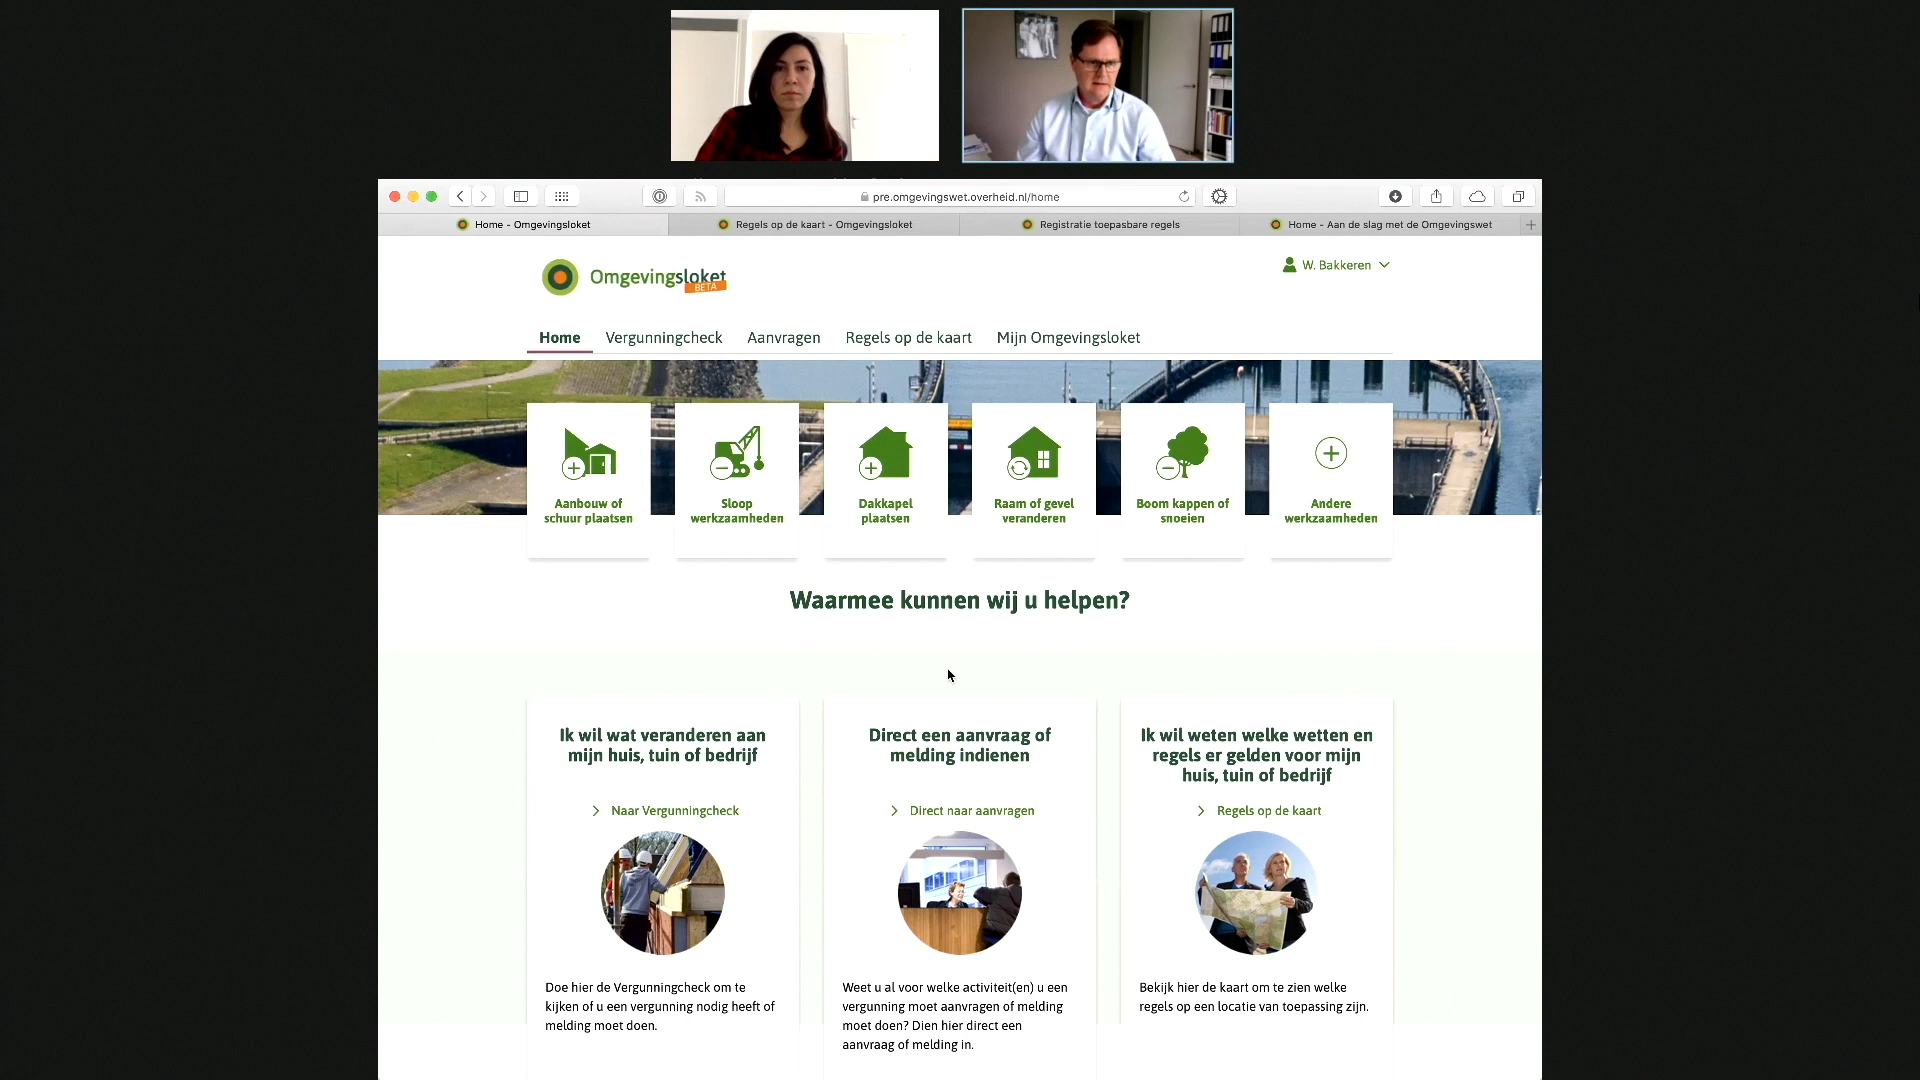 pre.omgevingswet.overheid.nl/home
Home - Omgevingsloket
Regels op de kaart - Omgevingsloket
Registratie toepasbare regels
Home - Aan de slag met de Omgevingswet
Omgevingsloket
BETA
W. Bakkeren
Home
Vergunningcheck
Aanvragen
Regels op de kaart
Mijn Omgevingsloket
Aanbouw of
schuur plaatsen
Sloop
werkzaamheden
Dakkapel
plaatsen
Raam of gevel
veranderen
Boom kappen of
snoeien
Andere
werkzaamheden
Waarmee kunnen wij u helpen?
Ik wil wat veranderen aan
mijn huis, tuin of bedrijf
Naar Vergunningcheck
Doe hier de Vergunningcheck om te
kijken of u een vergunning nodig heeft of
melding moet doen.
Direct een aanvraag of
melding indienen
Direct naar aanvragen
Weet u al voor welke activiteit(en) u een
vergunning moet aanvragen of melding
moet doen? Dien hier direct een
aanvraag of melding in.
Ik wil weten welke wetten en
regels er gelden voor mijn
huis, tuin of bedrijf
Regels op de kaart
Bekijk hier de kaart om te zien welke
regels op een locatie van toepassing zijn.